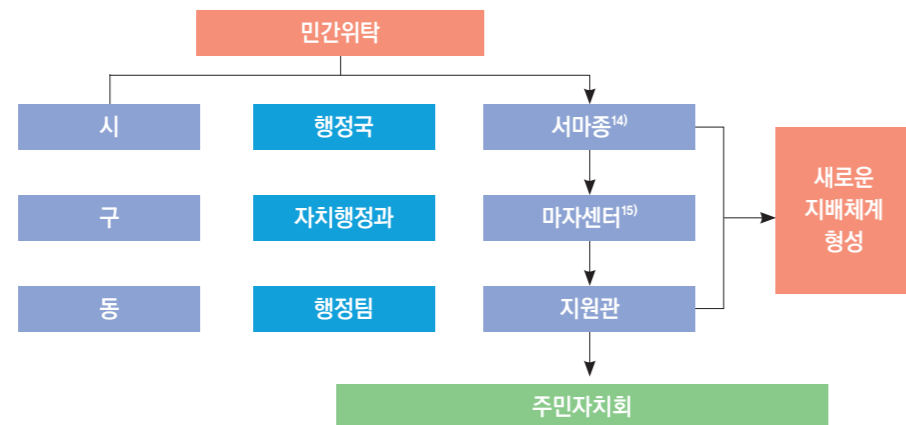 민간위탁
시 행정국 서마종14)
구 자치행정과 마자센터15)
동 행정팀 지원관
새로운
지배체계
형성
주민자치회